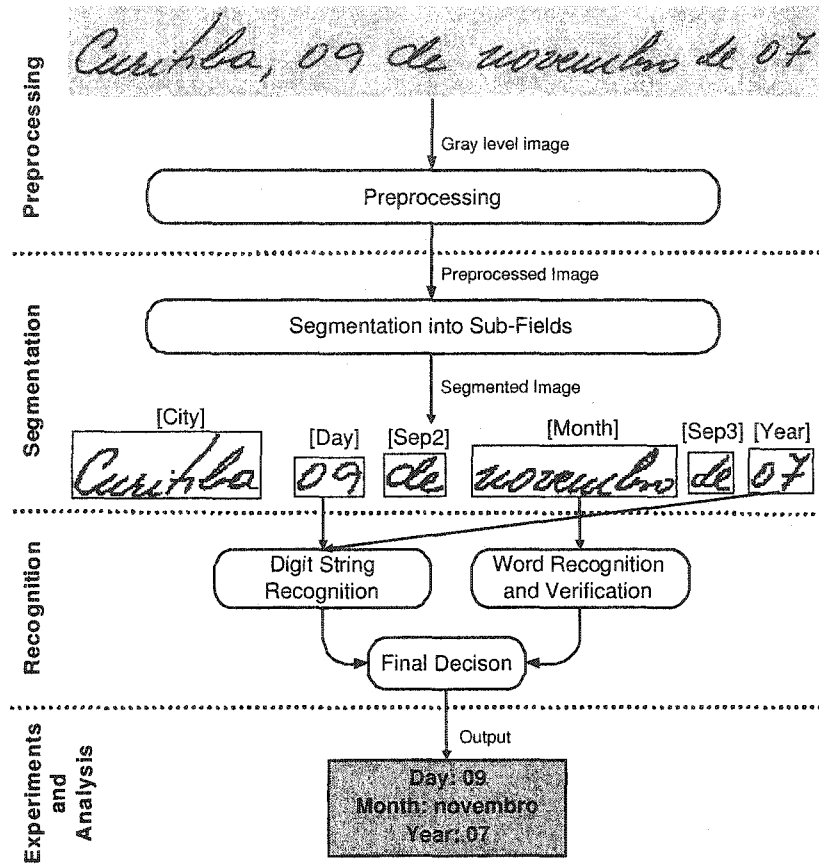 Preprocessing
Curitiba, 09 de novembro de 07
Gray level image
Preprocessing
Preprocessed Image
Segmentation
Segmentation into Sub-Fields
Segmented Image
[City] [Day] [Sep2] [Month] [Sep3] [Year]
Curitiba 09 de novembro de 07
Recognition
Digit String Recognition
Word Recognition and Verification
Final Decison
Experiments and Analysis
Output
Day: 09
Month: novembro
Year: 07